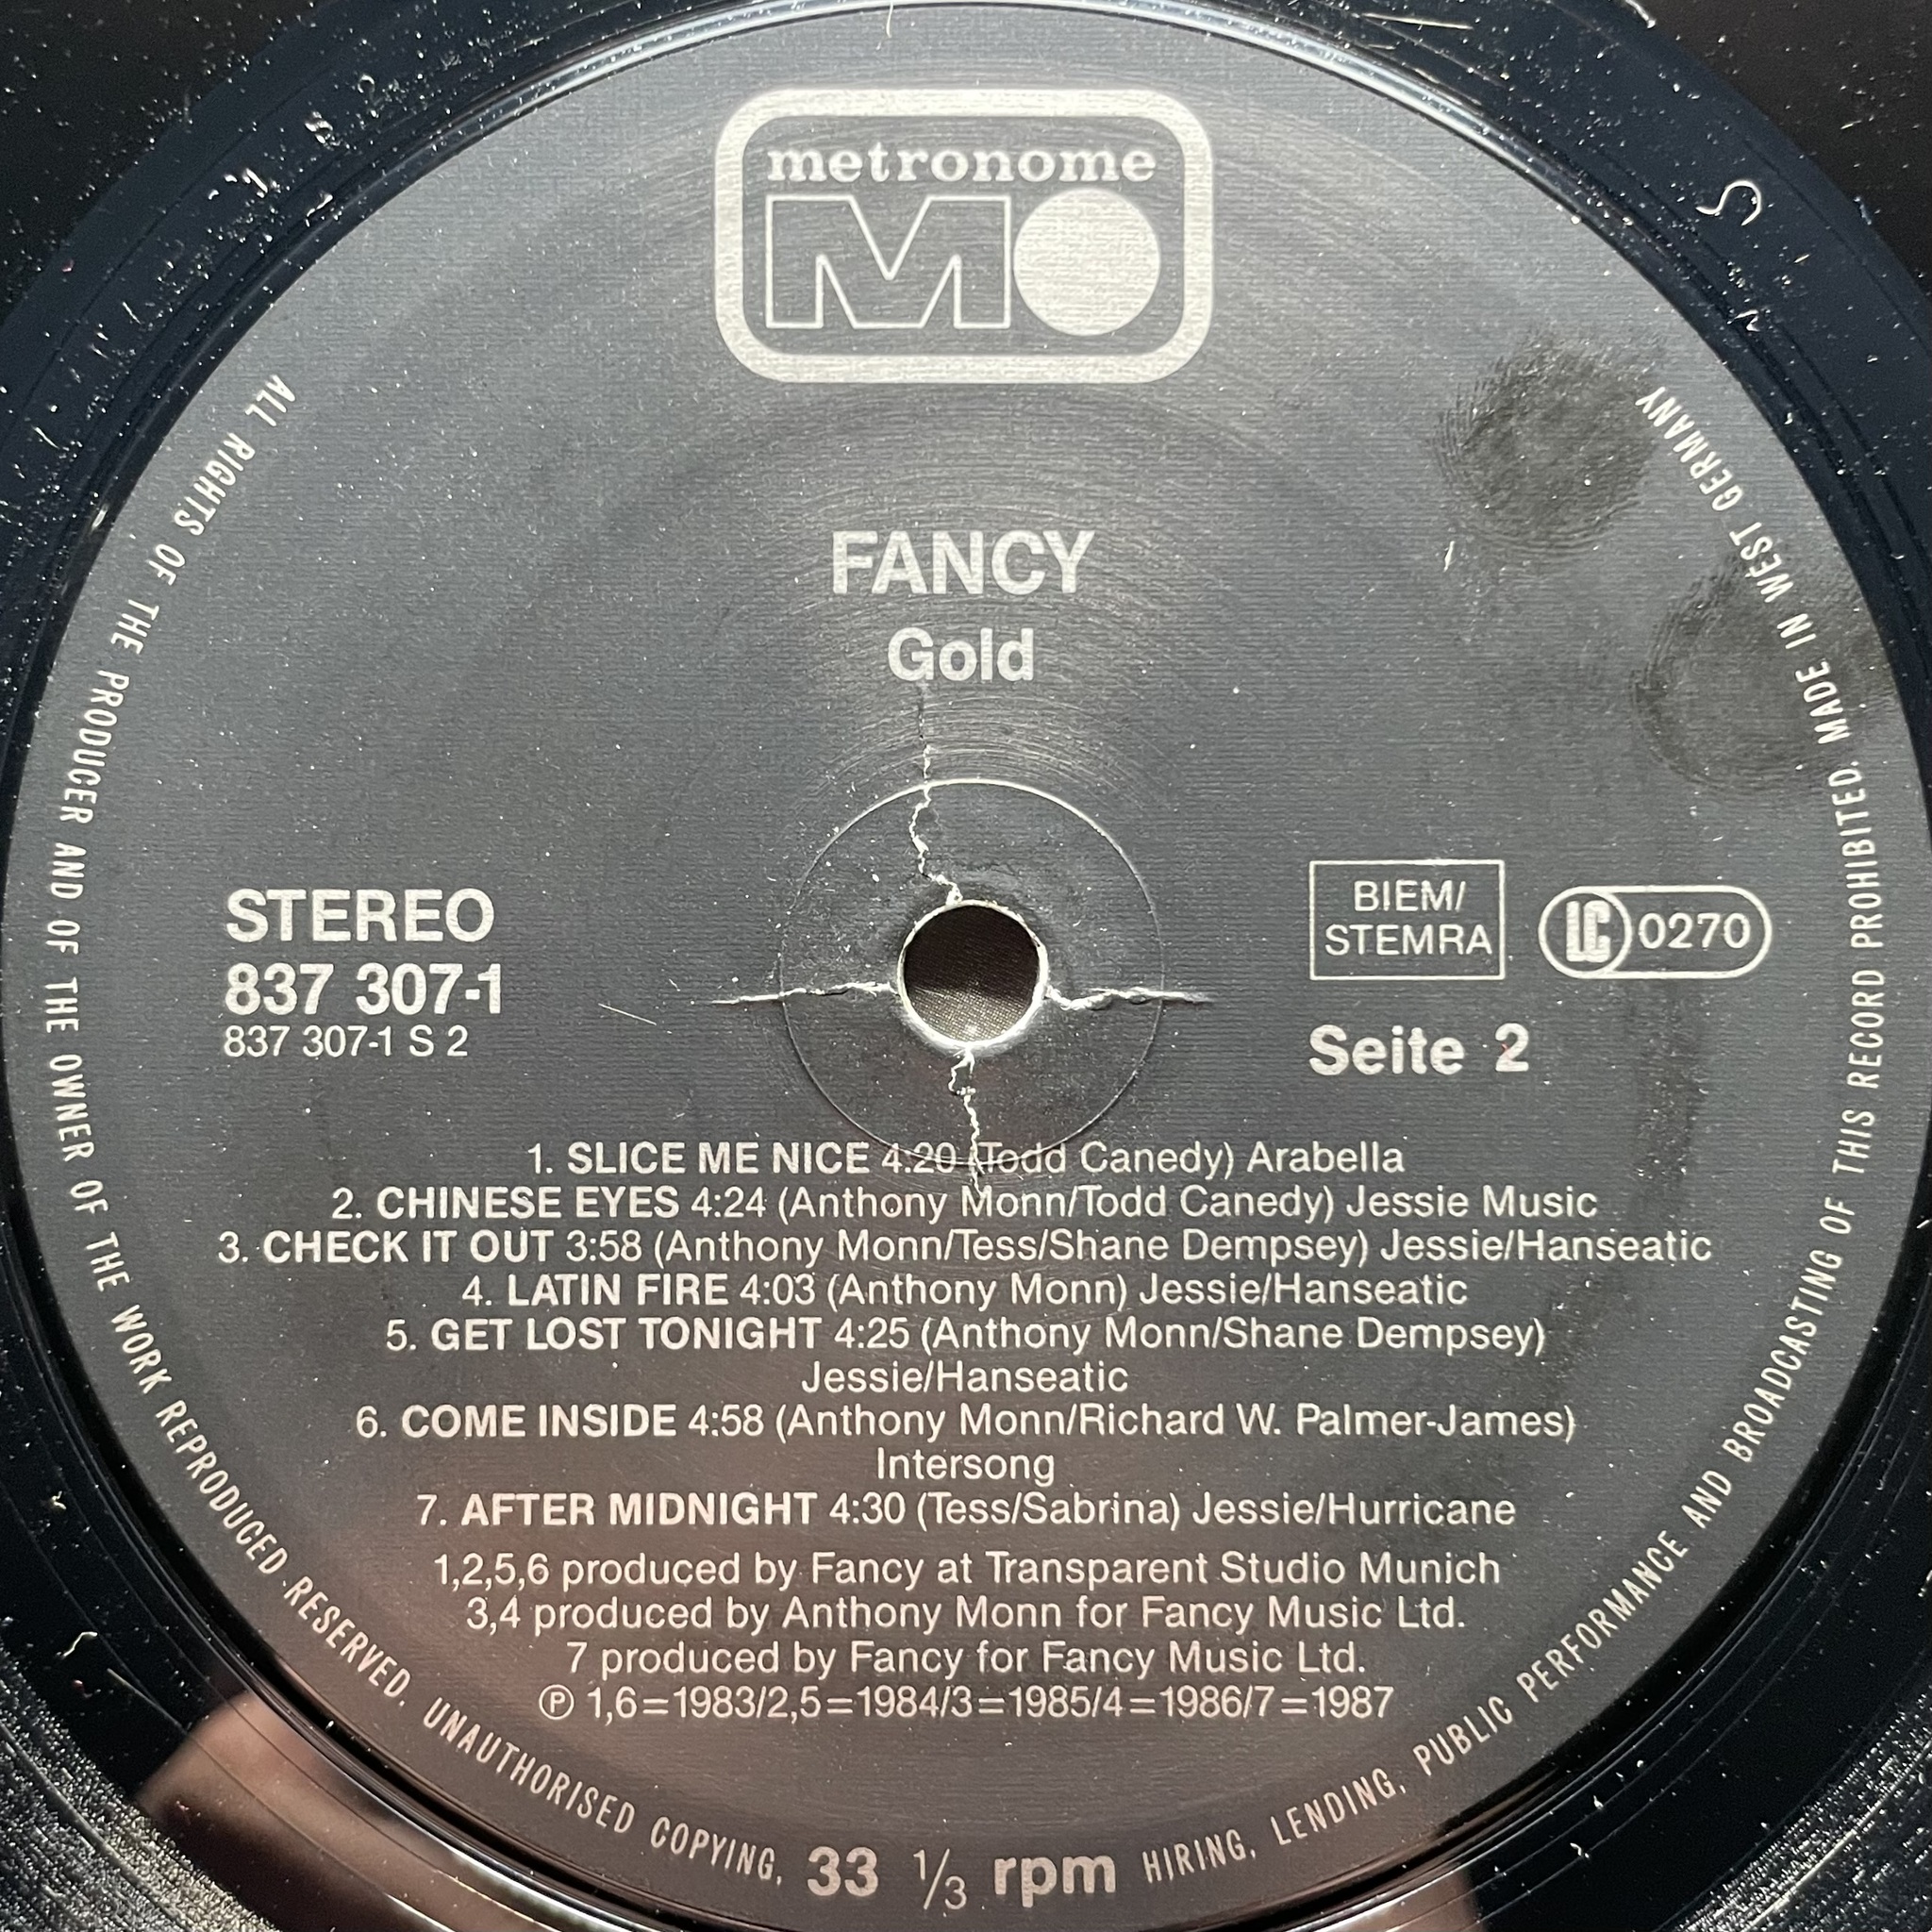 metronome
M
FANCY
Gold
STEREO
837 307-1
837 307-1 S 2
BIEM/
STEMRA
LC 0270
Seite 2
1. SLICE ME NICE 4:20 (Todd Canedy) Arabella
2. CHINESE EYES 4:24 (Anthony Monn/Todd Canedy) Jessie Music
3. CHECK IT OUT 3:58 (Anthony Monn/Tess/Shane Dempsey) Jessie/Hanseatic
4. LATIN FIRE 4:03 (Anthony Monn) Jessie/Hanseatic
5. GET LOST TONIGHT 4:25 (Anthony Monn/Shane Dempsey)
Jessie/Hanseatic
6. COME INSIDE 4:58 (Anthony Monn/Richard W. Palmer-James)
Intersong
7. AFTER MIDNIGHT 4:30 (Tess/Sabrina) Jessie/Hurricane
1,2,5,6 produced by Fancy at Transparent Studio Munich
3,4 produced by Anthony Monn for Fancy Music Ltd.
7 produced by Fancy for Fancy Music Ltd.
℗ 1,6=1983/2,5=1984/3=1985/4=1986/7=1987
33 1/3 rpm
ALL RIGHTS OF THE PRODUCER AND OF THE OWNER OF THE WORK REPRODUCED RESERVED. UNAUTHORISED COPYING, HIRING, LENDING, PUBLIC PERFORMANCE AND BROADCASTING OF THIS RECORD PROHIBITED. MADE IN WEST GERMANY